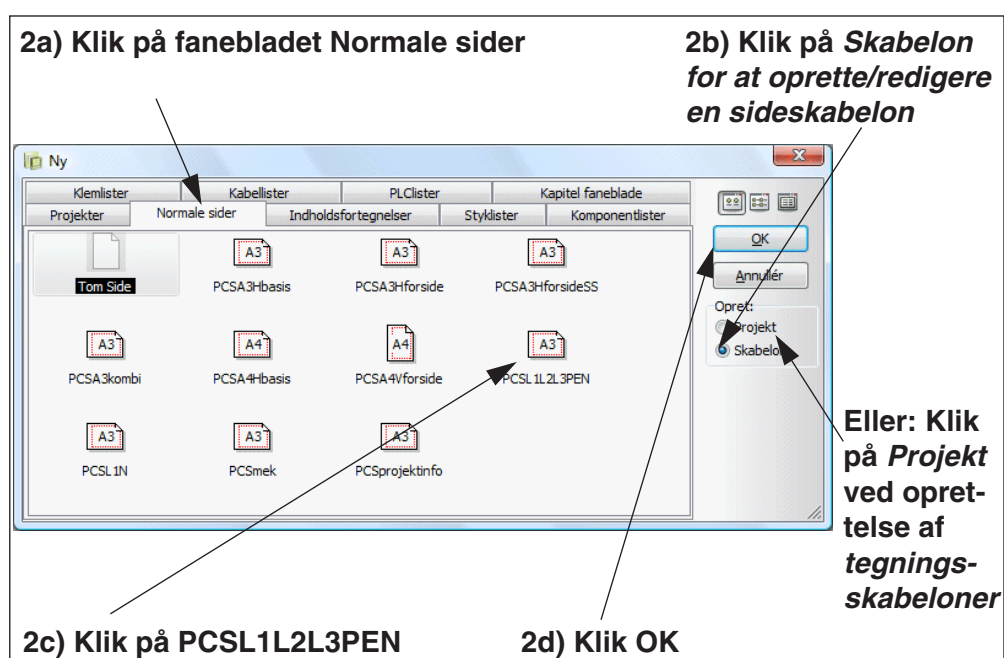 2a) Klik på fanebladet Normale sider
2b) Klik på Skabelon
for at oprette/redigere
en sideskabelon
Ny
Klemlister Kabellister PLClister Kapitel faneblade
Projekter Normale sider Indholdsfortegnelser Styklister Komponentlister
Tom Side
A3 PCSA3Hbasis
A3 PCSA3Hforside
A3 PCSA3HforsideSS
A3 PCSA3kombi
A4 PCSA4Hbasis
A4 PCSA4Vforside
A3 PCSL1L2L3PEN
A3 PCSL1N
A3 PCSmek
A3 PCSprojektinfo
OK
Annullér
Opret:
Projekt
Skabelon
Eller: Klik
på Projekt
ved opret-
telse af
tegnings-
skabeloner
2c) Klik på PCSL1L2L3PEN
2d) Klik OK